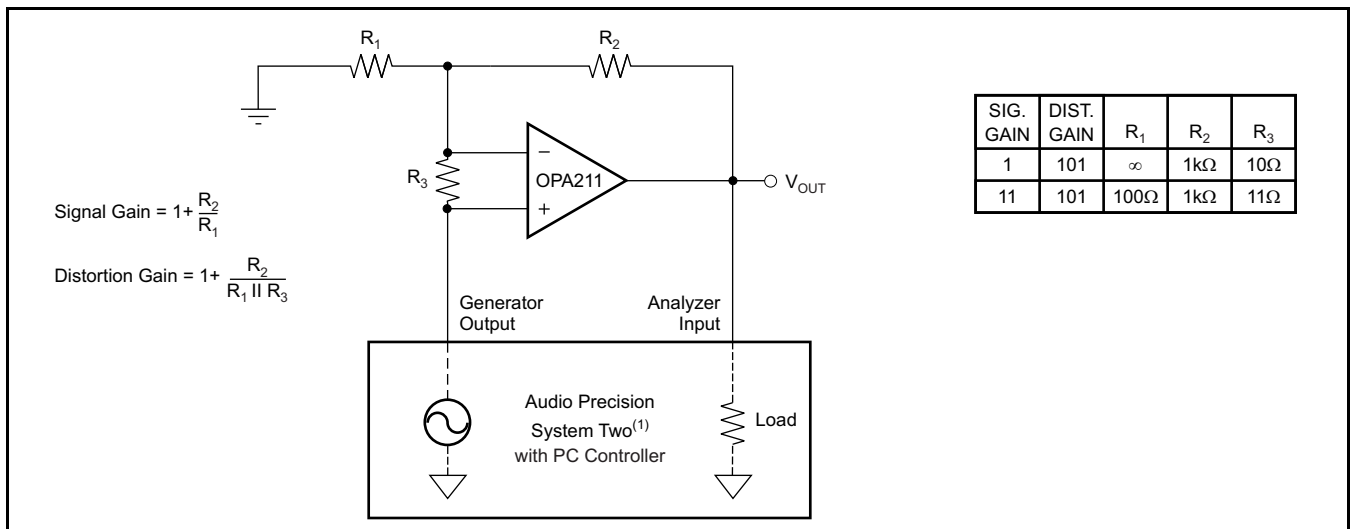 R1
R2
R3
−
+
OPA211
VOUT
Signal Gain = 1+ R2
R1
Distortion Gain = 1+ R2
R1 II R3
Generator
Output
Analyzer
Input
Audio Precision
System Two(1)
with PC Controller
Load
SIG. GAIN DIST. GAIN R1 R2 R3
1 101 ∞ 1kΩ 10Ω
11 101 100Ω 1kΩ 11Ω